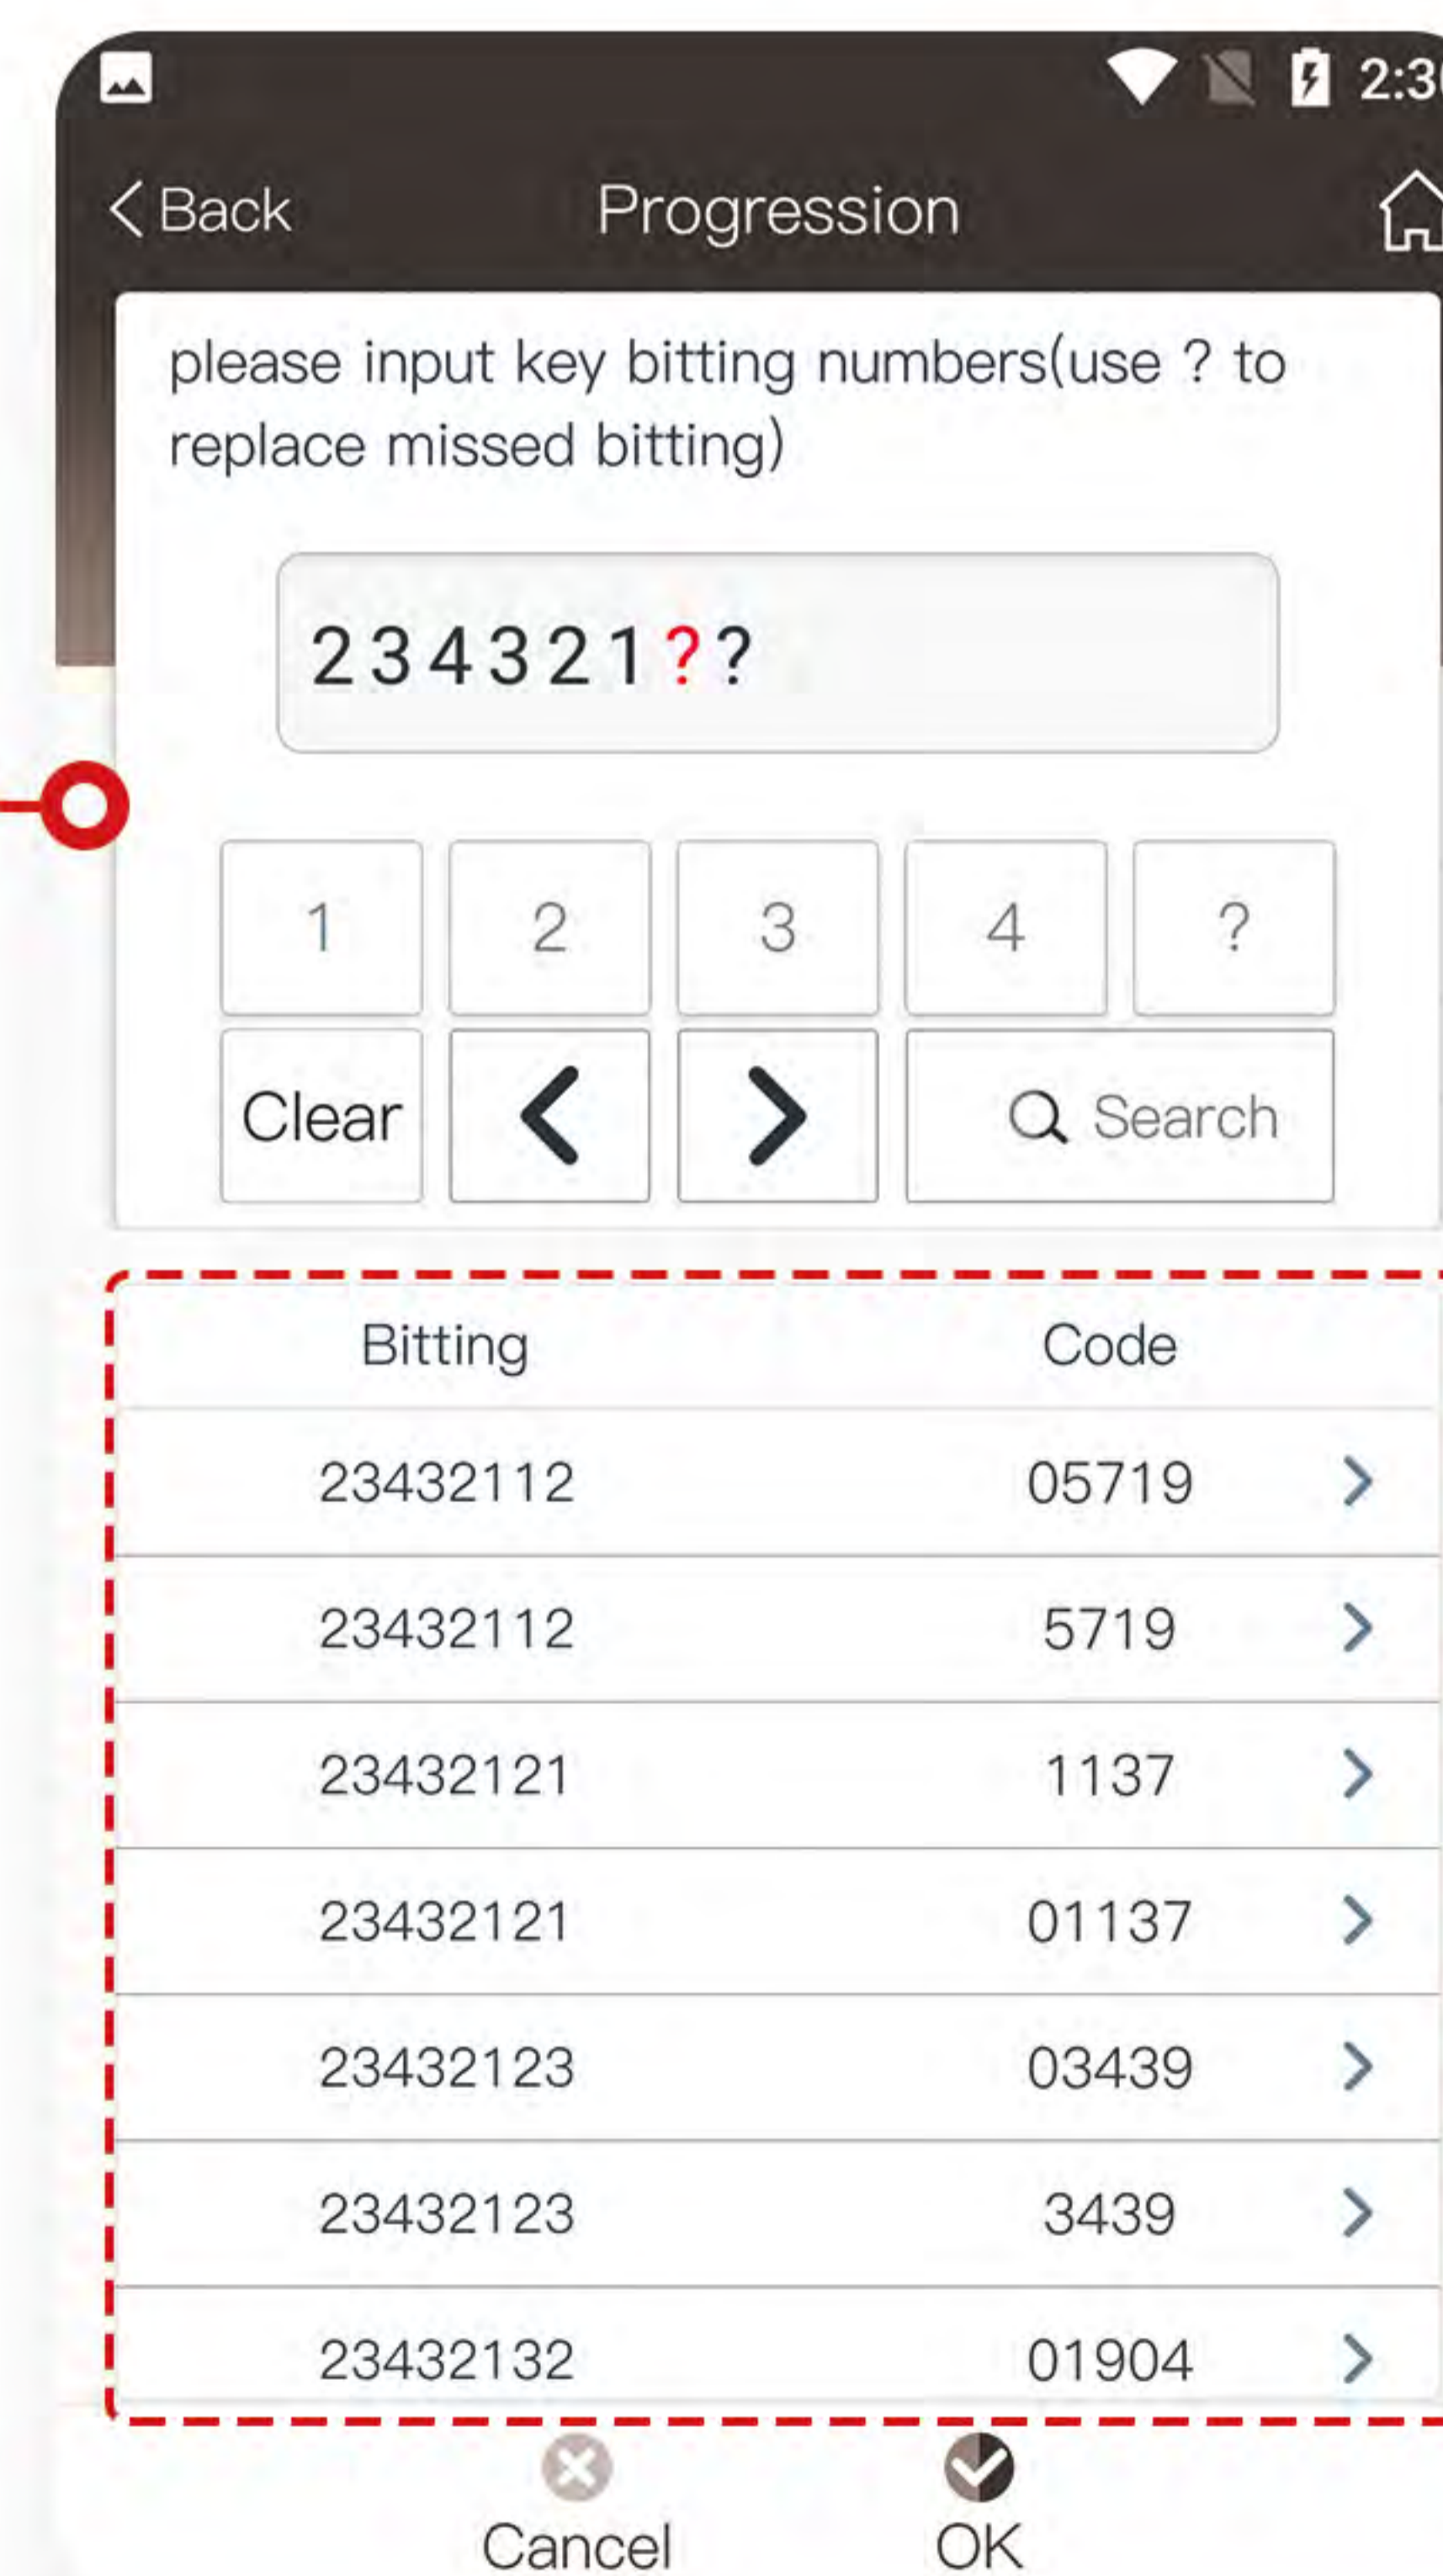 2:3
Back Progression
please input key bitting numbers(use ? to
replace missed bitting)
234321??
1 2 3 4 ?
Clear Search
Bitting Code
23432112 05719
23432112 5719
23432121 1137
23432121 01137
23432123 03439
23432123 3439
23432132 01904
Cancel OK